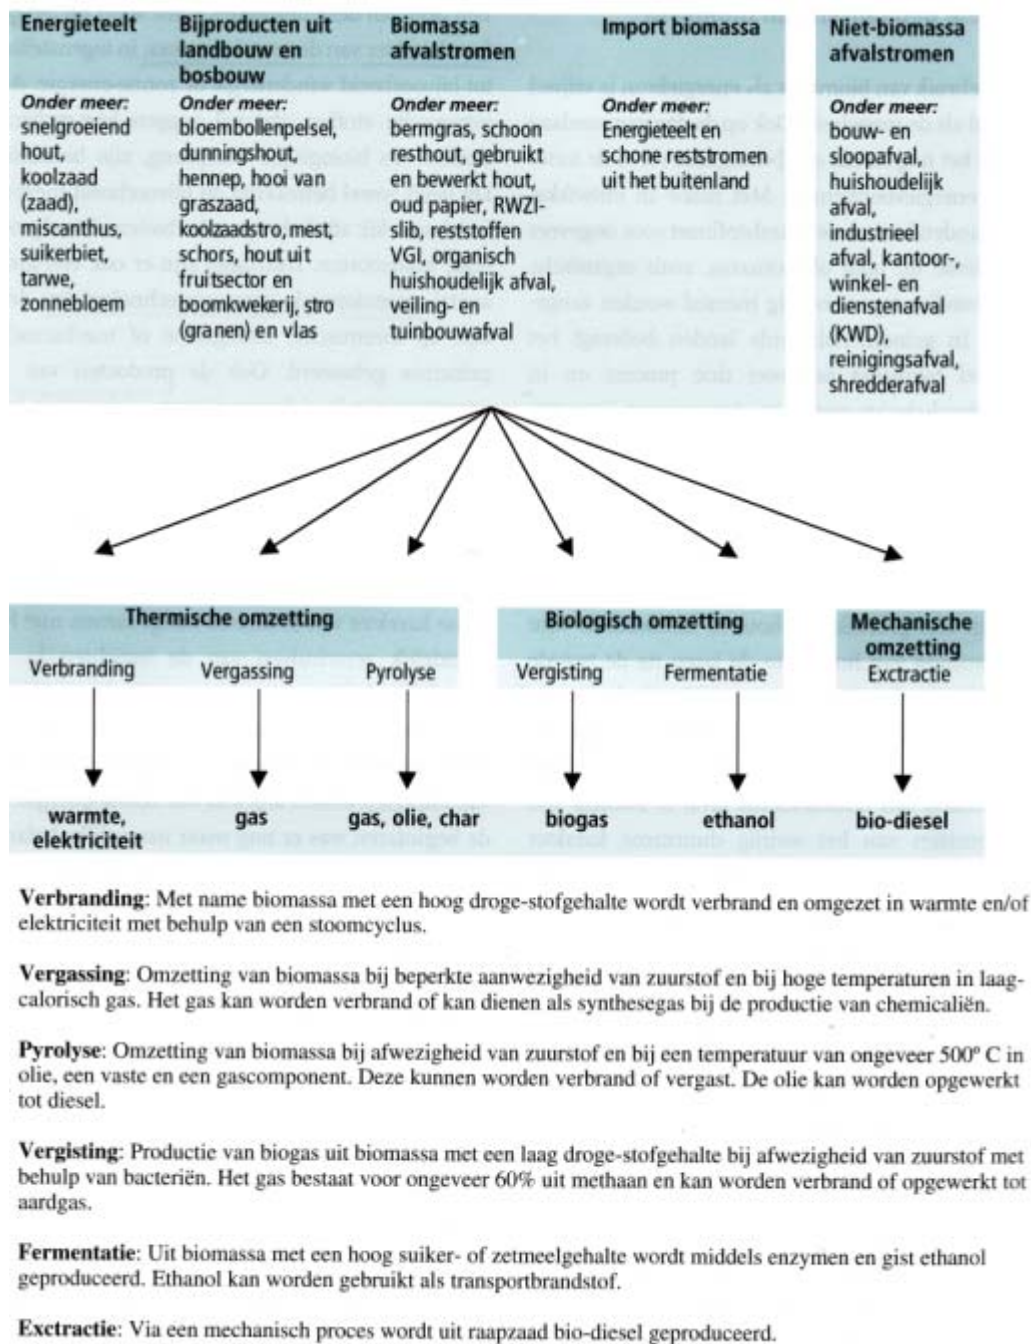 Energieteelt
Onder meer:
snelgroeiend
hout,
koolzaad
(zaad),
miscanthus,
suikerbiet,
tarwe,
zonnebloem
Bijproducten uit
landbouw en
bosbouw
Onder meer:
bloembollenpelsel,
dunningshout,
hennep, hooi van
graszaad,
koolzaadstro, mest,
schors, hout uit
fruitsector en
boomkwekerij, stro
(granen) en vlas
Biomassa
afvalstromen
Onder meer:
bermgras, schoon
resthout, gebruikt
en bewerkt hout,
oud papier, RWZI-
slib, reststoffen
VGI, organisch
huishoudelijk afval,
veiling- en
tuinbouwafval
Import biomassa
Onder meer:
Energieteelt en
schone reststromen
uit het buitenland
Niet-biomassa
afvalstromen
Onder meer:
bouw- en
sloopafval,
huishoudelijk
afval,
industrieel
afval, kantoor-,
winkel- en
dienstenafval
(KWD),
reinigingsafval,
shredderafval
Thermische omzetting
Verbranding Vergassing Pyrolyse
Biologisch omzetting
Vergisting Fermentatie
Mechanische
omzetting
Exctractie
warmte,
elektriciteit
gas
gas, olie, char
biogas
ethanol
bio-diesel
Verbranding: Met name biomassa met een hoog droge-stofgehalte wordt verbrand en omgezet in warmte en/of
elektriciteit met behulp van een stoomcyclus.
Vergassing: Omzetting van biomassa bij beperkte aanwezigheid van zuurstof en bij hoge temperaturen in laag-
calorisch gas. Het gas kan worden verbrand of kan dienen als synthesegas bij de productie van chemicaliën.
Pyrolyse: Omzetting van biomassa bij afwezigheid van zuurstof en bij een temperatuur van ongeveer 500º C in
olie, een vaste en een gascomponent. Deze kunnen worden verbrand of vergast. De olie kan worden opgewerkt
tot diesel.
Vergisting: Productie van biogas uit biomassa met een laag droge-stofgehalte bij afwezigheid van zuurstof met
behulp van bacteriën. Het gas bestaat voor ongeveer 60% uit methaan en kan worden verbrand of opgewerkt tot
aardgas.
Fermentatie: Uit biomassa met een hoog suiker- of zetmeelgehalte wordt middels enzymen en gist ethanol
geproduceerd. Ethanol kan worden gebruikt als transportbrandstof.
Exctractie: Via een mechanisch proces wordt uit raapzaad bio-diesel geproduceerd.